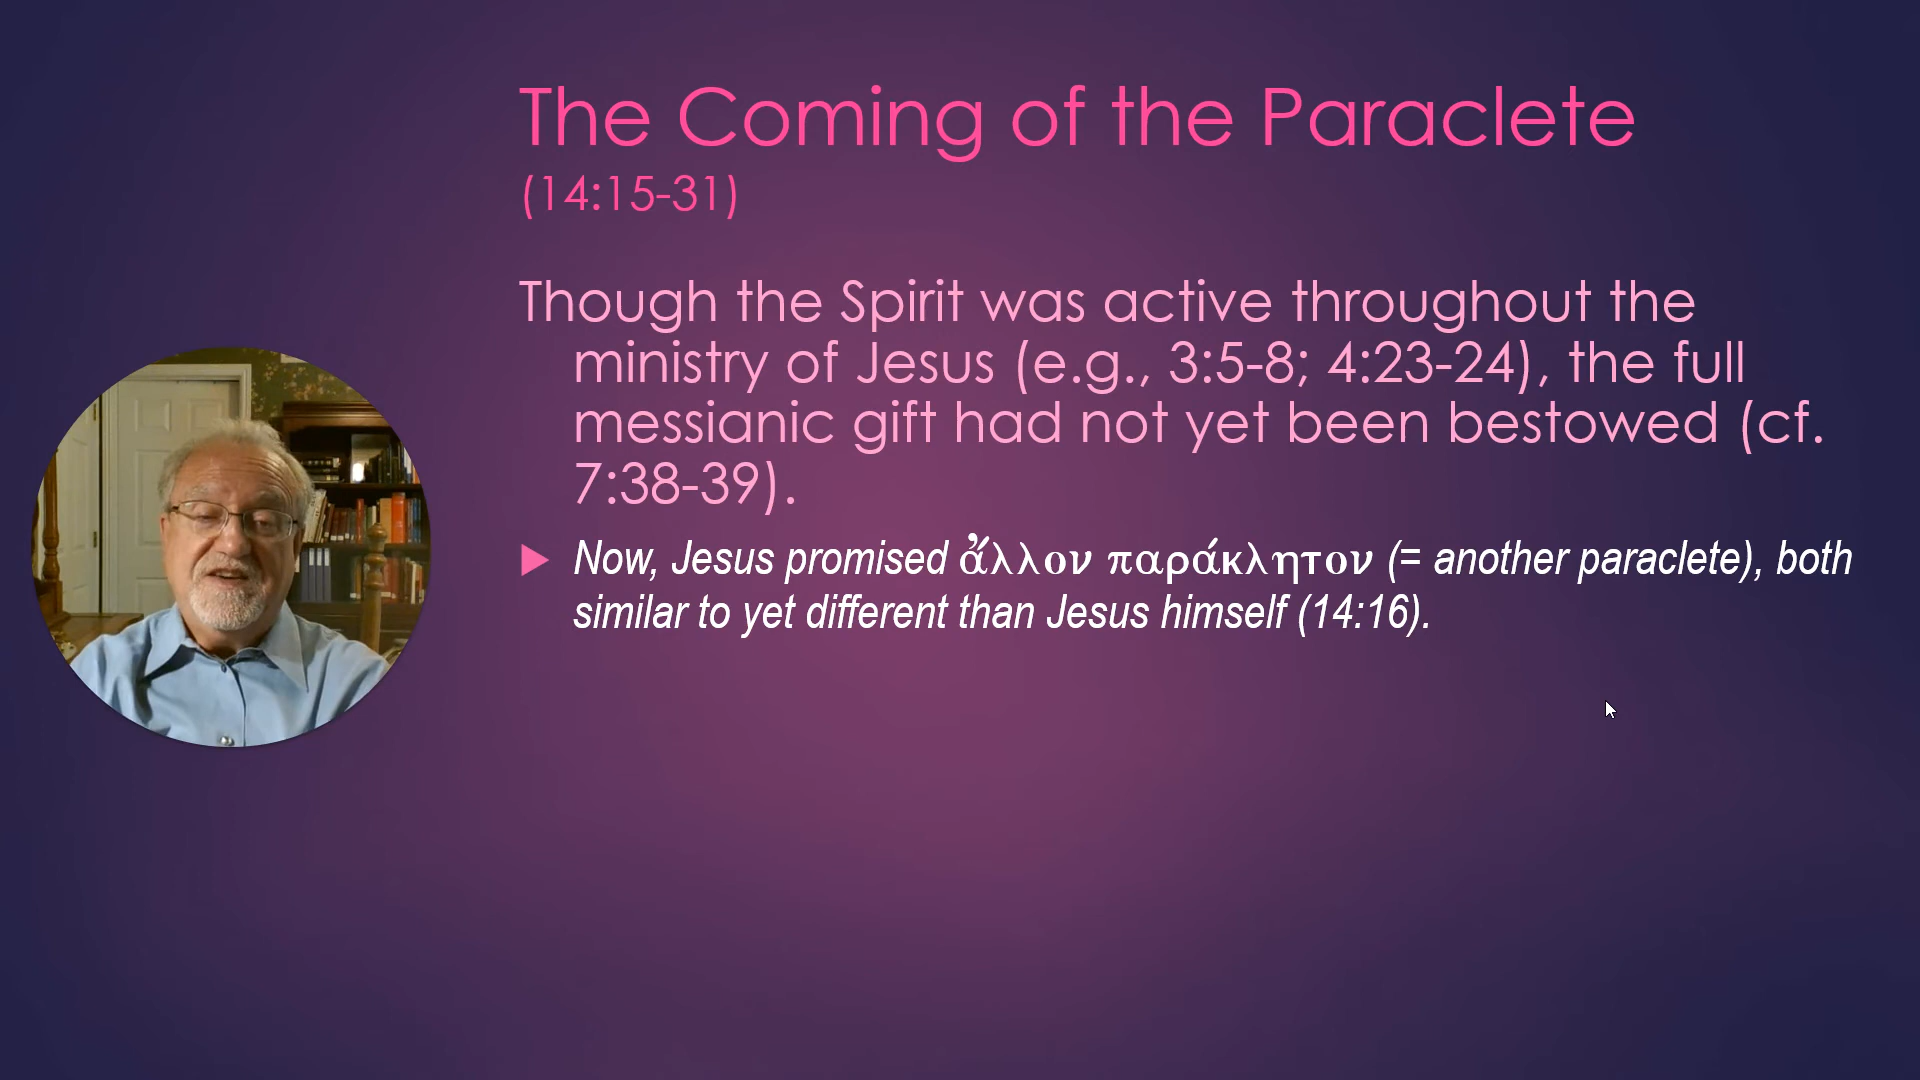 The Coming of the Paraclete
(14:15-31)
Though the Spirit was active throughout the
ministry of Jesus (e.g., 3:5-8; 4:23-24), the full
messianic gift had not yet been bestowed (cf.
7:38-39).
Now, Jesus promised ἄλλον παράκλητον (= another paraclete), both
similar to yet different than Jesus himself (14:16).